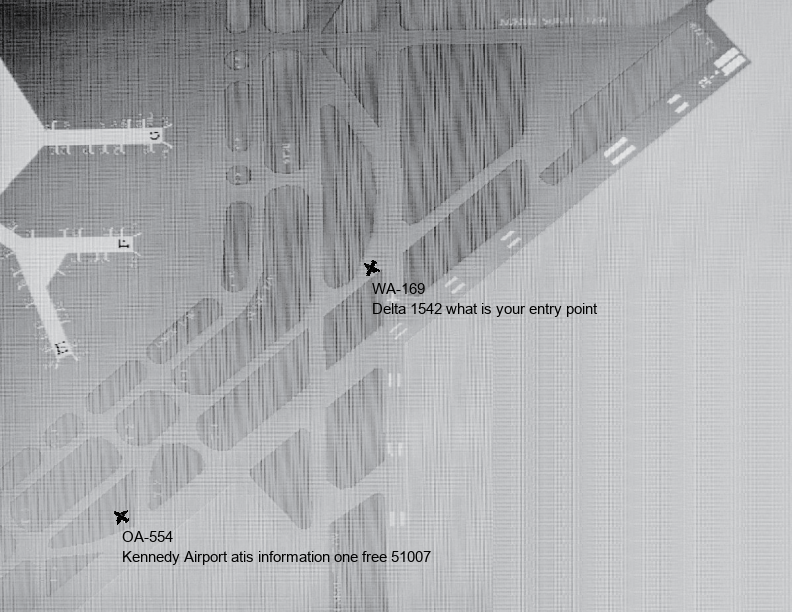 G
F
E
WA-169
Delta 1542 what is your entry point
OA-554
Kennedy Airport atis information one free 51007